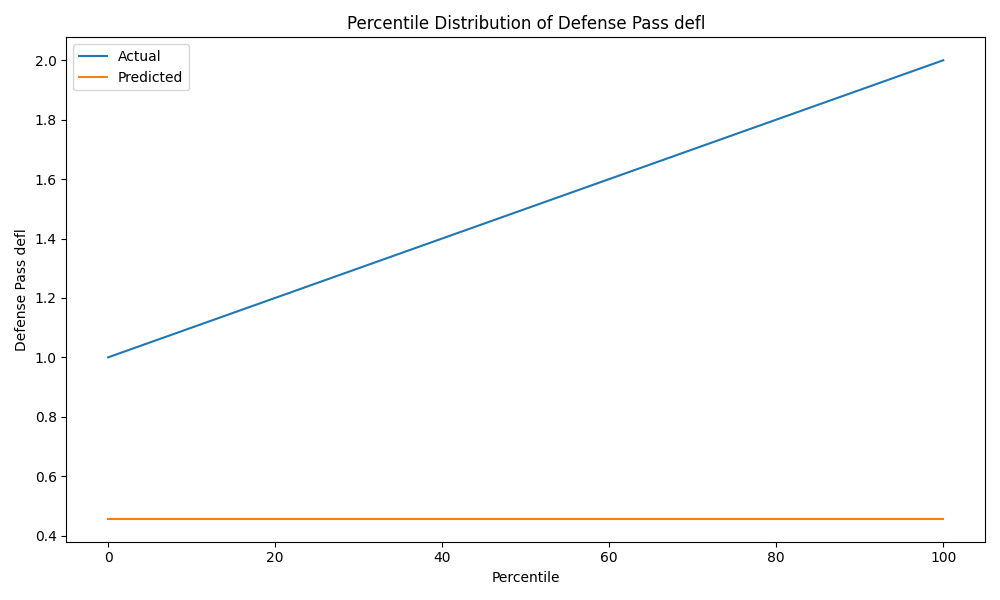 Percentile Distribution of Defense Pass defl
Actual
Predicted
2.0
1.8
1.6
1.4
1.2
1.0
0.8
0.6
0.4
Defense Pass defl
0 20 40 60 80 100
Percentile